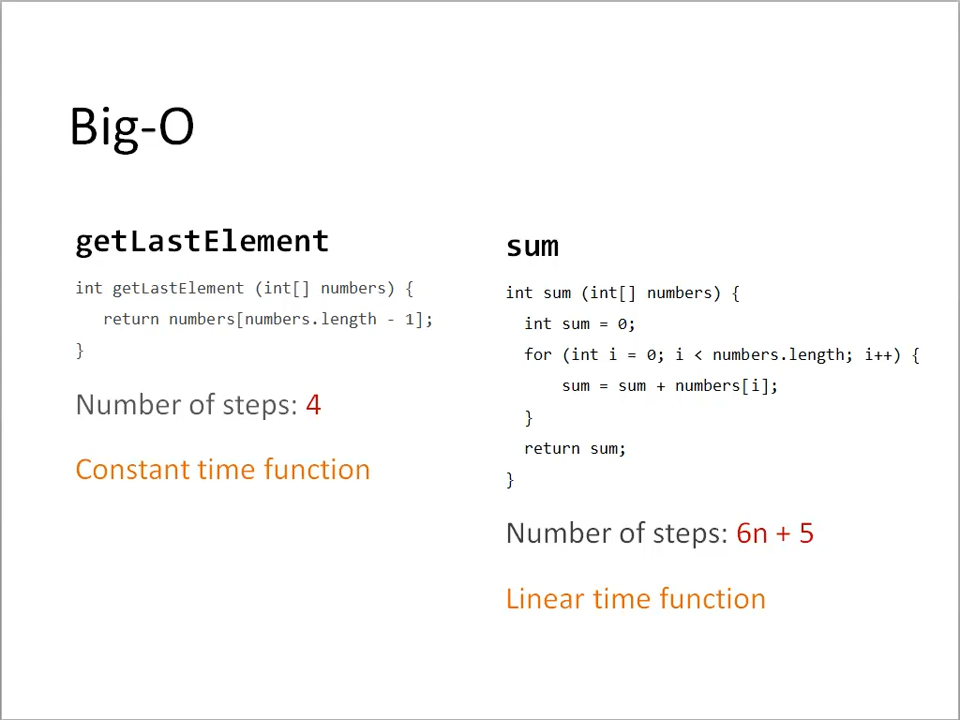 Big-O
getLastElement
int getLastElement (int[] numbers) {
return numbers[numbers.length - 1];
}
Number of steps: 4
Constant time function
sum
int sum (int[] numbers) {
int sum = 0;
for (int i = 0; i < numbers.length; i++) {
sum = sum + numbers[i];
}
return sum;
}
Number of steps: 6n + 5
Linear time function